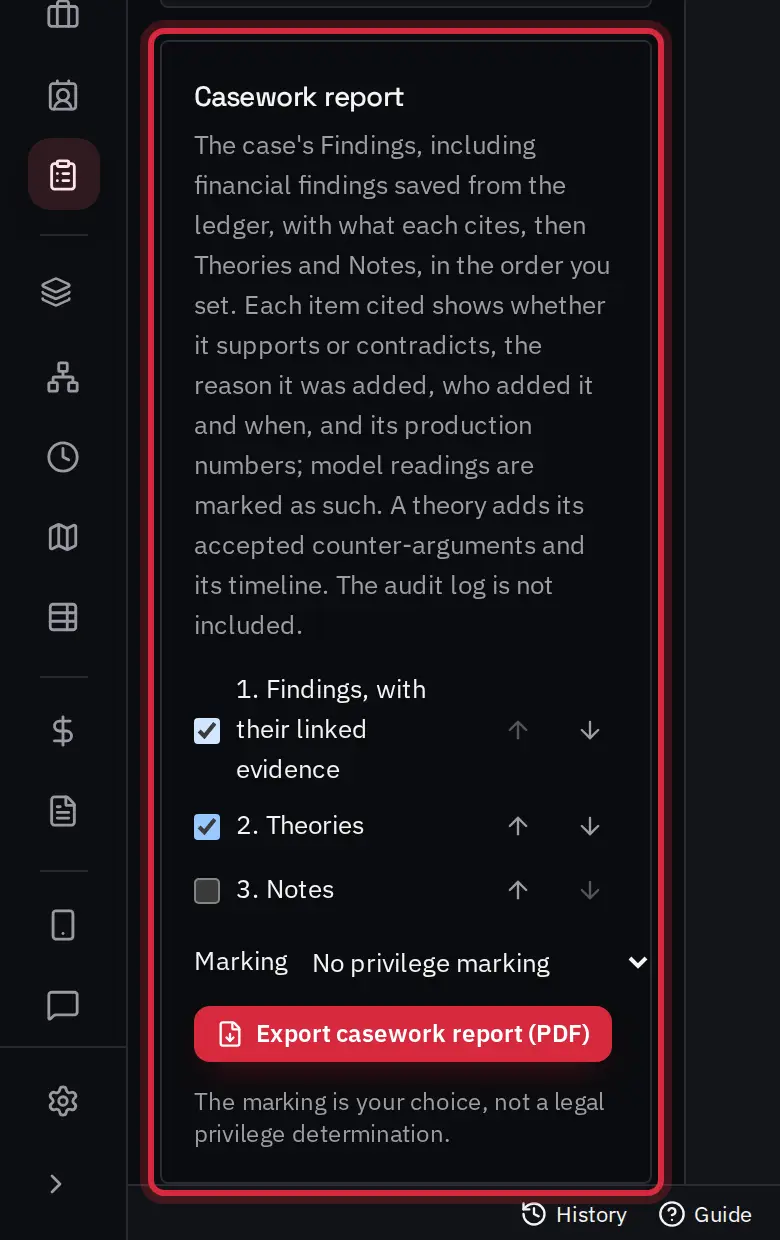 Casework report
The case's Findings, including
financial findings saved from the
ledger, with what each cites, then
Theories and Notes, in the order you
set. Each item cited shows whether
it supports or contradicts, the
reason it was added, who added it
and when, and its production
numbers; model readings are
marked as such. A theory adds its
accepted counter-arguments and
its timeline. The audit log is not
included.
1. Findings, with
their linked
evidence
2. Theories
3. Notes
Marking No privilege marking
Export casework report (PDF)
The marking is your choice, not a legal
privilege determination.
History Guide